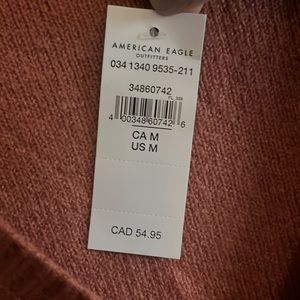 AMERICAN EAGLE
OUTFITTERS
034 1340 9535-211
34860742
4 00348 60742 6
CA M
US M
CAD 54.95